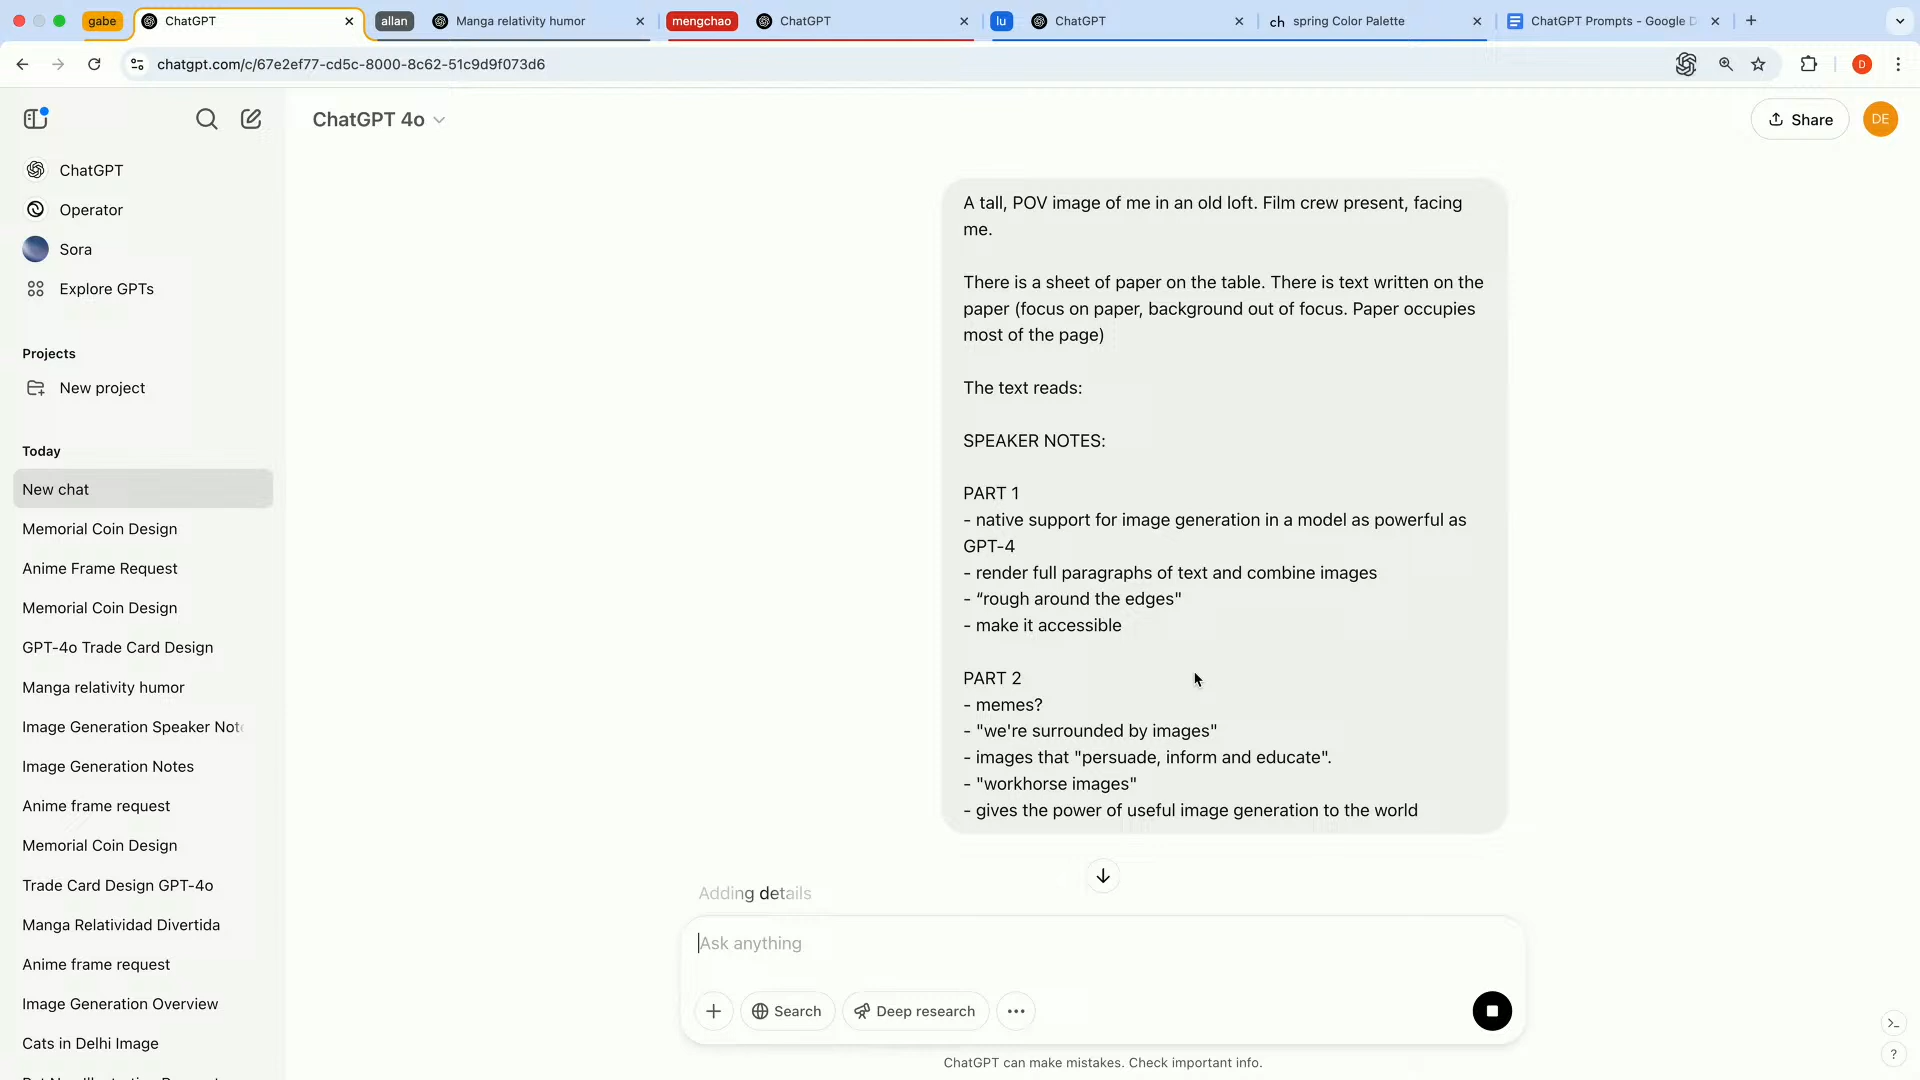 gabe
ChatGPT
allan
Manga relativity humor
mengchao
ChatGPT
lu
ChatGPT
ch spring Color Palette
ChatGPT Prompts - Google D
chatgpt.com/c/67e2ef77-cd5c-8000-8c62-51c9d9f073d6
D
ChatGPT 4o
Share
DE
ChatGPT
Operator
Sora
Explore GPTs
Projects
New project
Today
New chat
Memorial Coin Design
Anime Frame Request
Memorial Coin Design
GPT-4o Trade Card Design
Manga relativity humor
Image Generation Speaker Not
Image Generation Notes
Anime frame request
Memorial Coin Design
Trade Card Design GPT-4o
Manga Relatividad Divertida
Anime frame request
Image Generation Overview
Cats in Delhi Image
A tall, POV image of me in an old loft. Film crew present, facing
me.
There is a sheet of paper on the table. There is text written on the
paper (focus on paper, background out of focus. Paper occupies
most of the page)
The text reads:
SPEAKER NOTES:
PART 1
- native support for image generation in a model as powerful as
GPT-4
- render full paragraphs of text and combine images
- “rough around the edges"
- make it accessible
PART 2
- memes?
- "we're surrounded by images"
- images that "persuade, inform and educate".
- "workhorse images"
- gives the power of useful image generation to the world
Adding details
Ask anything
Search
Deep research
ChatGPT can make mistakes. Check important info.
?